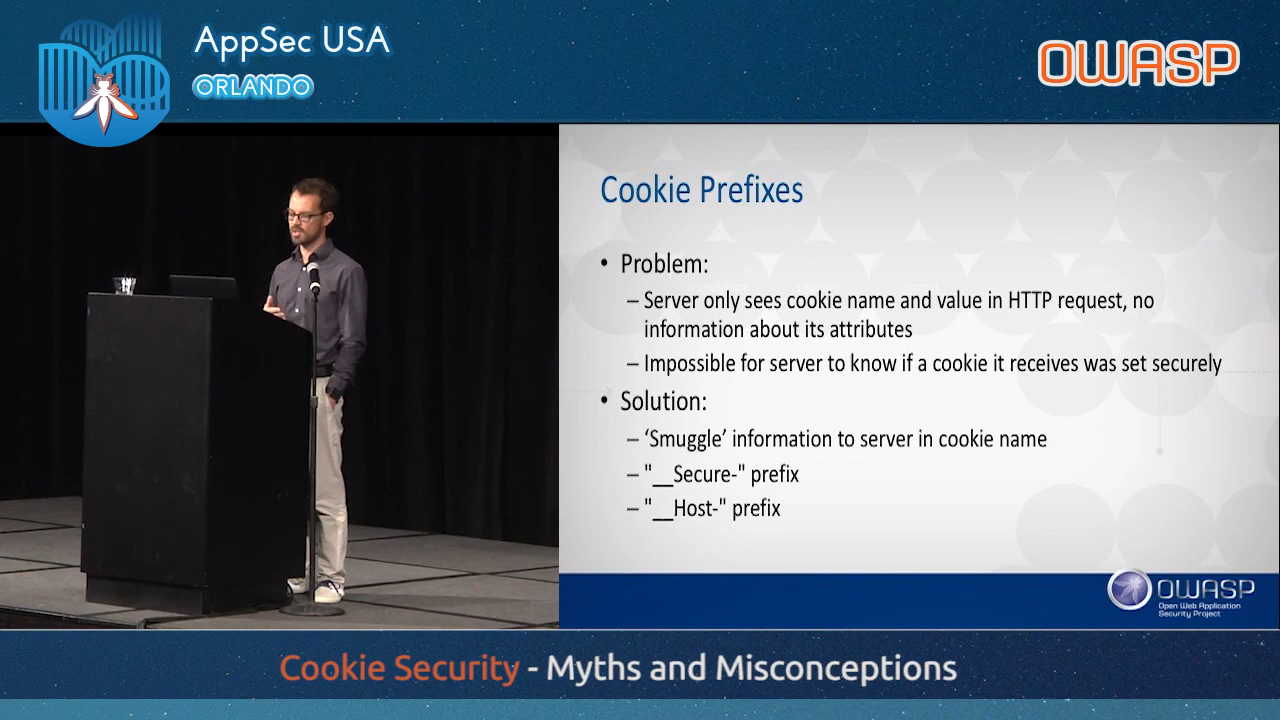 AppSec USA
ORLANDO
OWASP
Cookie Prefixes
• Problem:
– Server only sees cookie name and value in HTTP request, no
information about its attributes
– Impossible for server to know if a cookie it receives was set securely
• Solution:
– ‘Smuggle’ information to server in cookie name
– "__Secure-" prefix
– "__Host-" prefix
OWASP
Open Web Application
Security Project
Cookie Security - Myths and Misconceptions